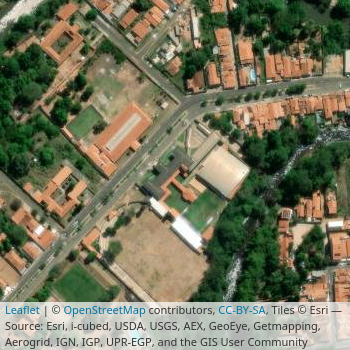 Leaflet | © OpenStreetMap contributors, CC-BY-SA, Tiles © Esri —
Source: Esri, i-cubed, USDA, USGS, AEX, GeoEye, Getmapping,
Aerogrid, IGN, IGP, UPR-EGP, and the GIS User Community